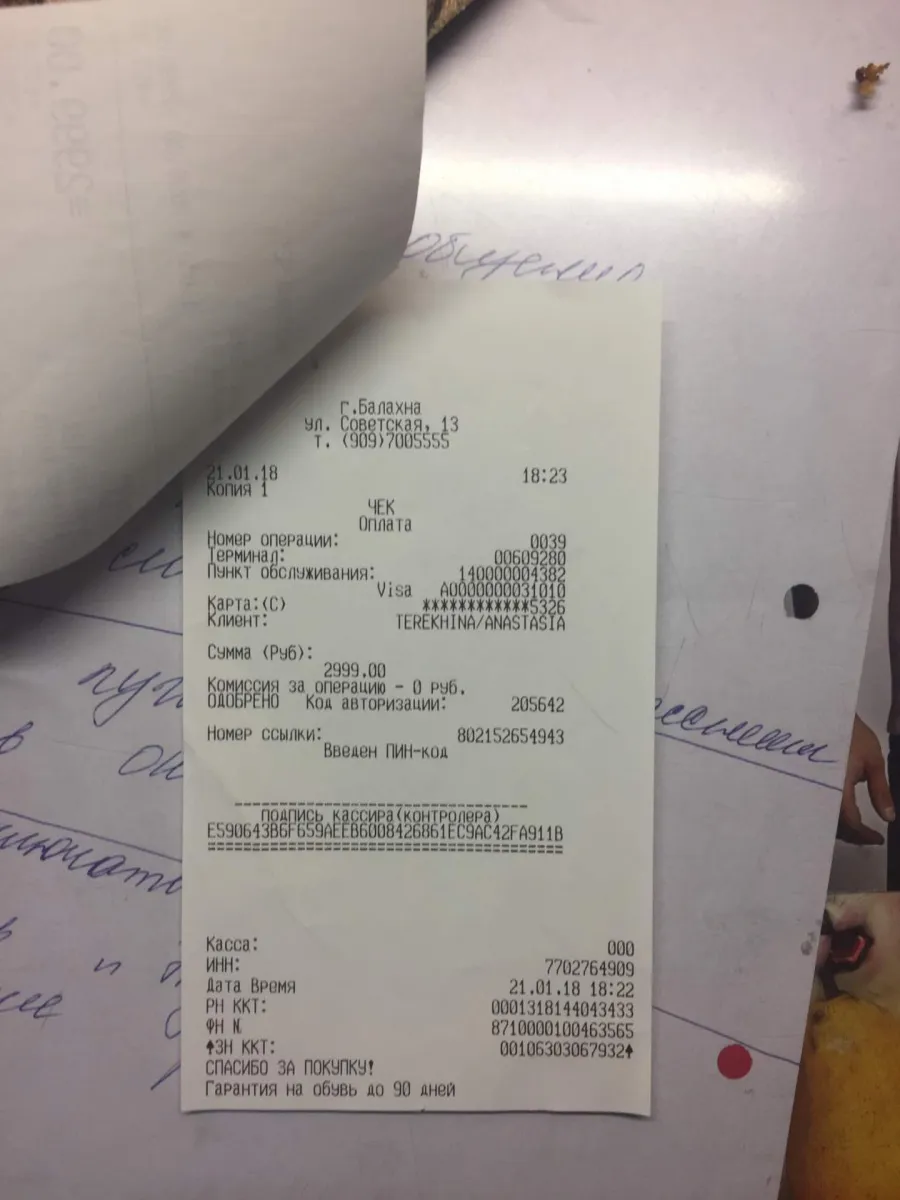 г.Балахна
ул. Советская, 13
т. (909)7005555
21.01.18 18:23
Копия 1
ЧЕК
Оплата
Номер операции: 0039
Терминал: 00609280
Пункт обслуживания: 140000004382
Visa A0000000031010
Карта:(C) ************5326
Клиент: TEREKHINA/ANASTASIA
Сумма (Руб):
2999.00
Комиссия за операцию - 0 руб.
ОДОБРЕНО Код авторизации: 205642
Номер ссылки: 802152654943
Введен ПИН-код
подпись кассира(контролера)
E590643B6F659AEEB6008426861EC9AC42FA911B
====================================
Касса: 000
ИНН: 7702764909
Дата Время 21.01.18 18:22
РН ККТ: 0001318144043433
ФН № 8710000100463565
↑ЗН ККТ: 00106303067932↑
СПАСИБО ЗА ПОКУПКУ!
Гарантия на обувь до 90 дней